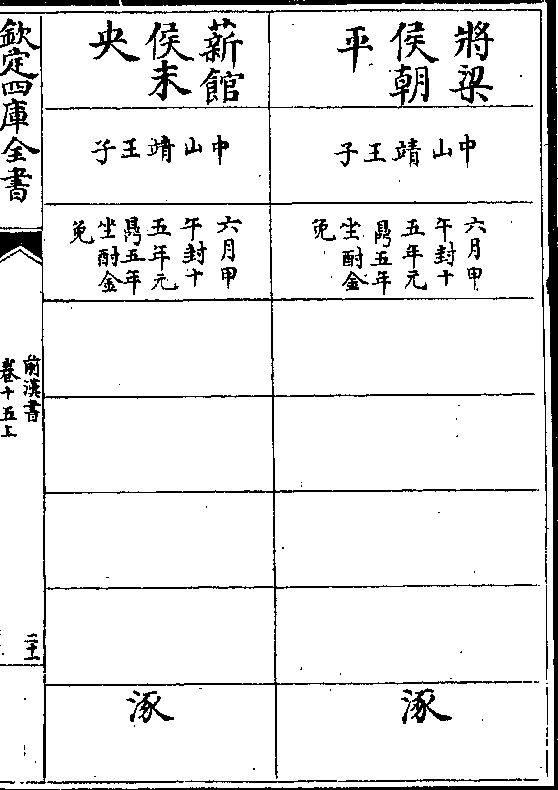 將梁
侯朝
平
中山靖王子
六月甲
午封十
五年元
鼎五年
坐酎金
免
涿
薪館
侯未
央
中山靖王子
六月甲
午封十
五年元
鼎五年
坐酎金
免
涿
欽定四庫全書
前漢書
卷十五上